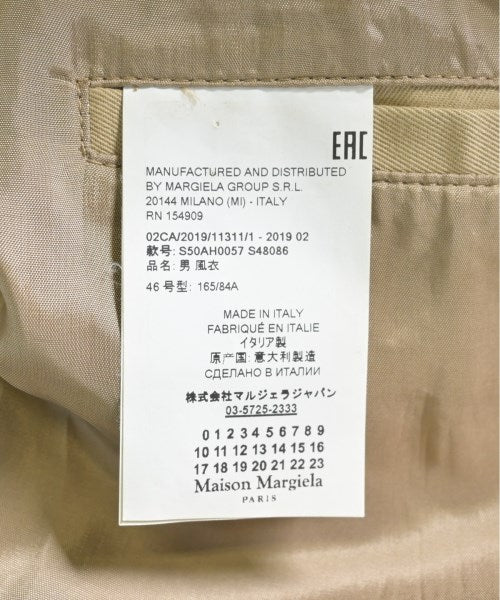 EAC
MANUFACTURED AND DISTRIBUTED
BY MARGIELA GROUP S.R.L.
20144 MILANO (MI) - ITALY
RN 154909
02CA/2019/11311/1 - 2019 02
款号: S50AH0057 S48086
品名: 男 風衣
46 号型: 165/84A
MADE IN ITALY
FABRIQUÉ EN ITALIE
イタリア製
原产国: 意大利製造
СДЕЛАНО В ИТАЛИИ
株式会社マルジェラジャパン
03-5725-2333
0 1 2 3 4 5 6 7 8 9
10 11 12 13 14 15 16
17 18 19 20 21 22 23
Maison Margiela
PARIS